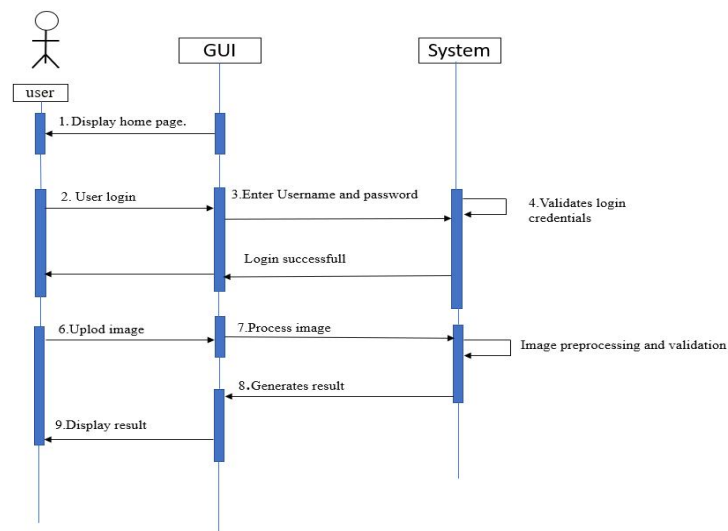 GUI
System
user
1. Display home page.
2. User login
3.Enter Username and password
4.Validates login
credentials
Login successfull
6.Uplod image
7.Process image
Image preprocessing and validation
8.Generates result
9.Display result